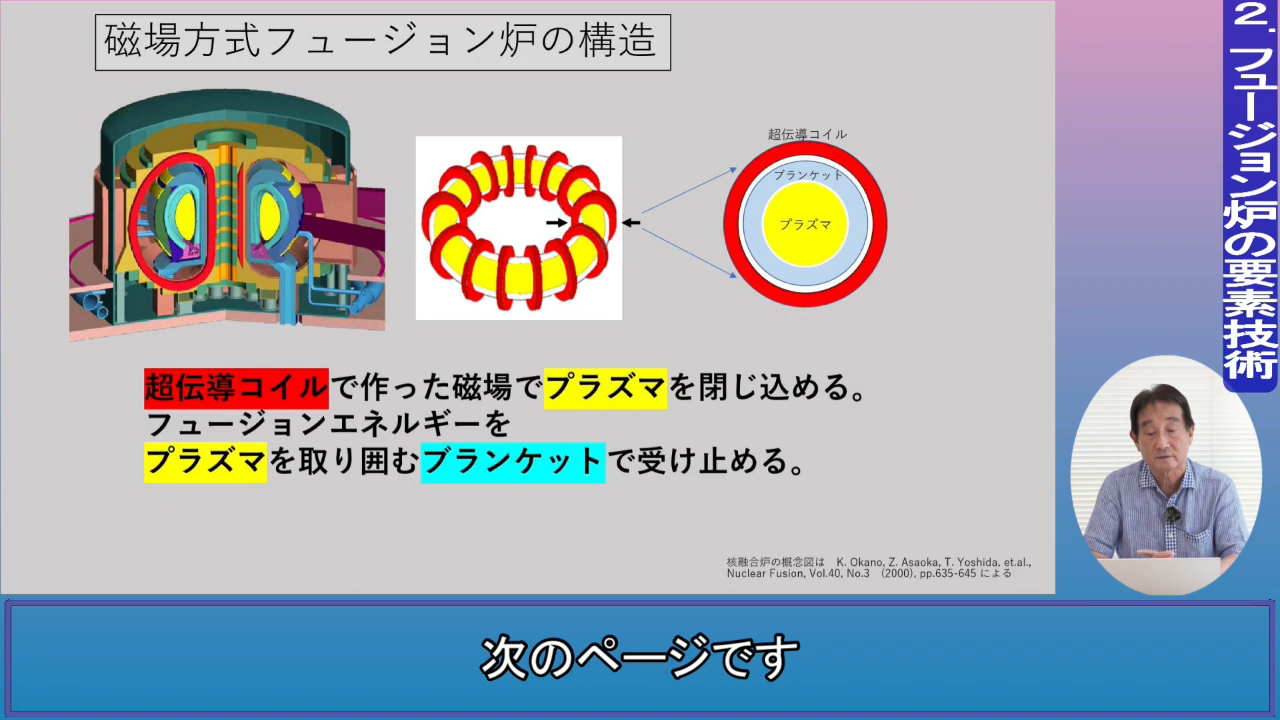 磁場方式フュージョン炉の構造
超伝導コイル
ブランケット
プラズマ
超伝導コイルで作った磁場でプラズマを閉じ込める。
フュージョンエネルギーを
プラズマを取り囲むブランケットで受け止める。
核融合炉の概念図は K. Okano, Z. Asaoka, T. Yoshida, et.al.,
Nuclear Fusion, Vol.40, No.3 (2000), pp.635-645 による
2. フュージョン炉の要素技術
次のページです